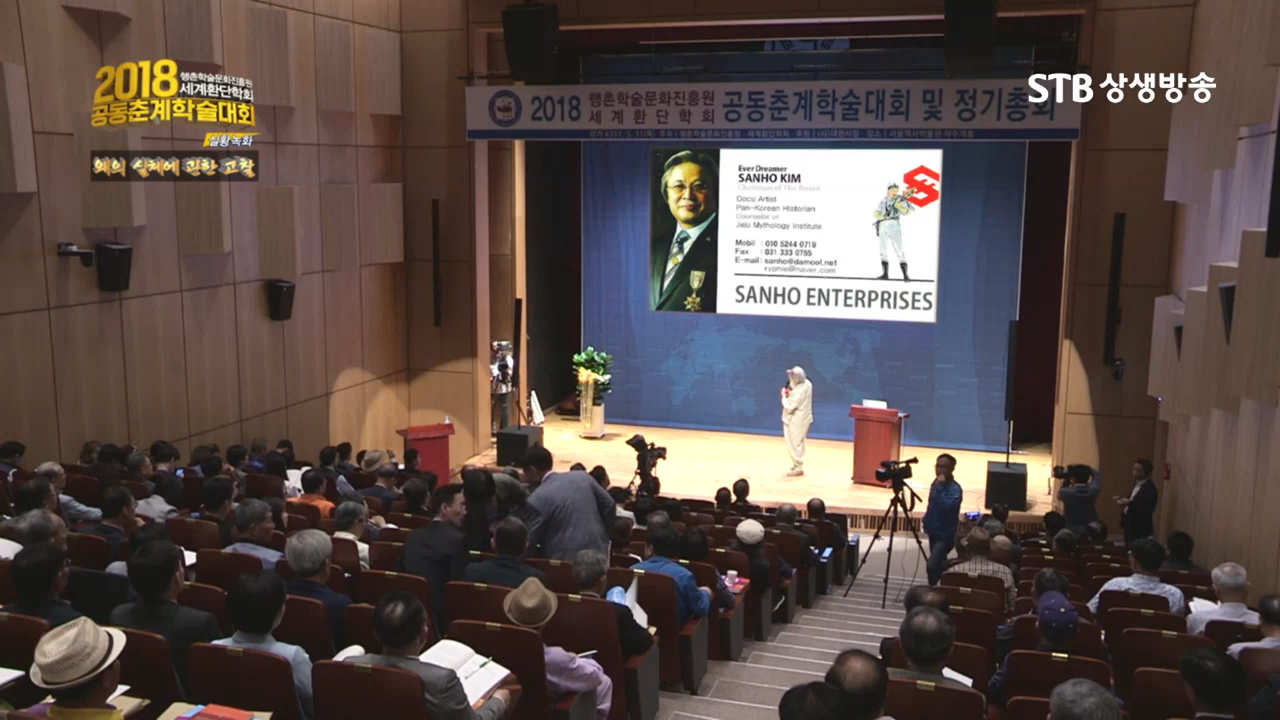 2018
행촌학술문화진흥원
세계환단학회
공동춘계학술대회
실황 녹화
왜의 실체에 관한 고찰
STB 상생방송
2018 행촌학술문화진흥원 세계환단학회 공동춘계학술대회 및 정기총회
Ever Dreamer
SANHO KIM
Chairman of The Board
Docu Artist
Pan-Korean Historian
Counselor of
Jeju Mythology Institute
Mobil : 010 5244 0719
Fax : 031 333 0755
E-mail : sanho@damool.net
ryohie@naver.com
SANHO ENTERPRISES